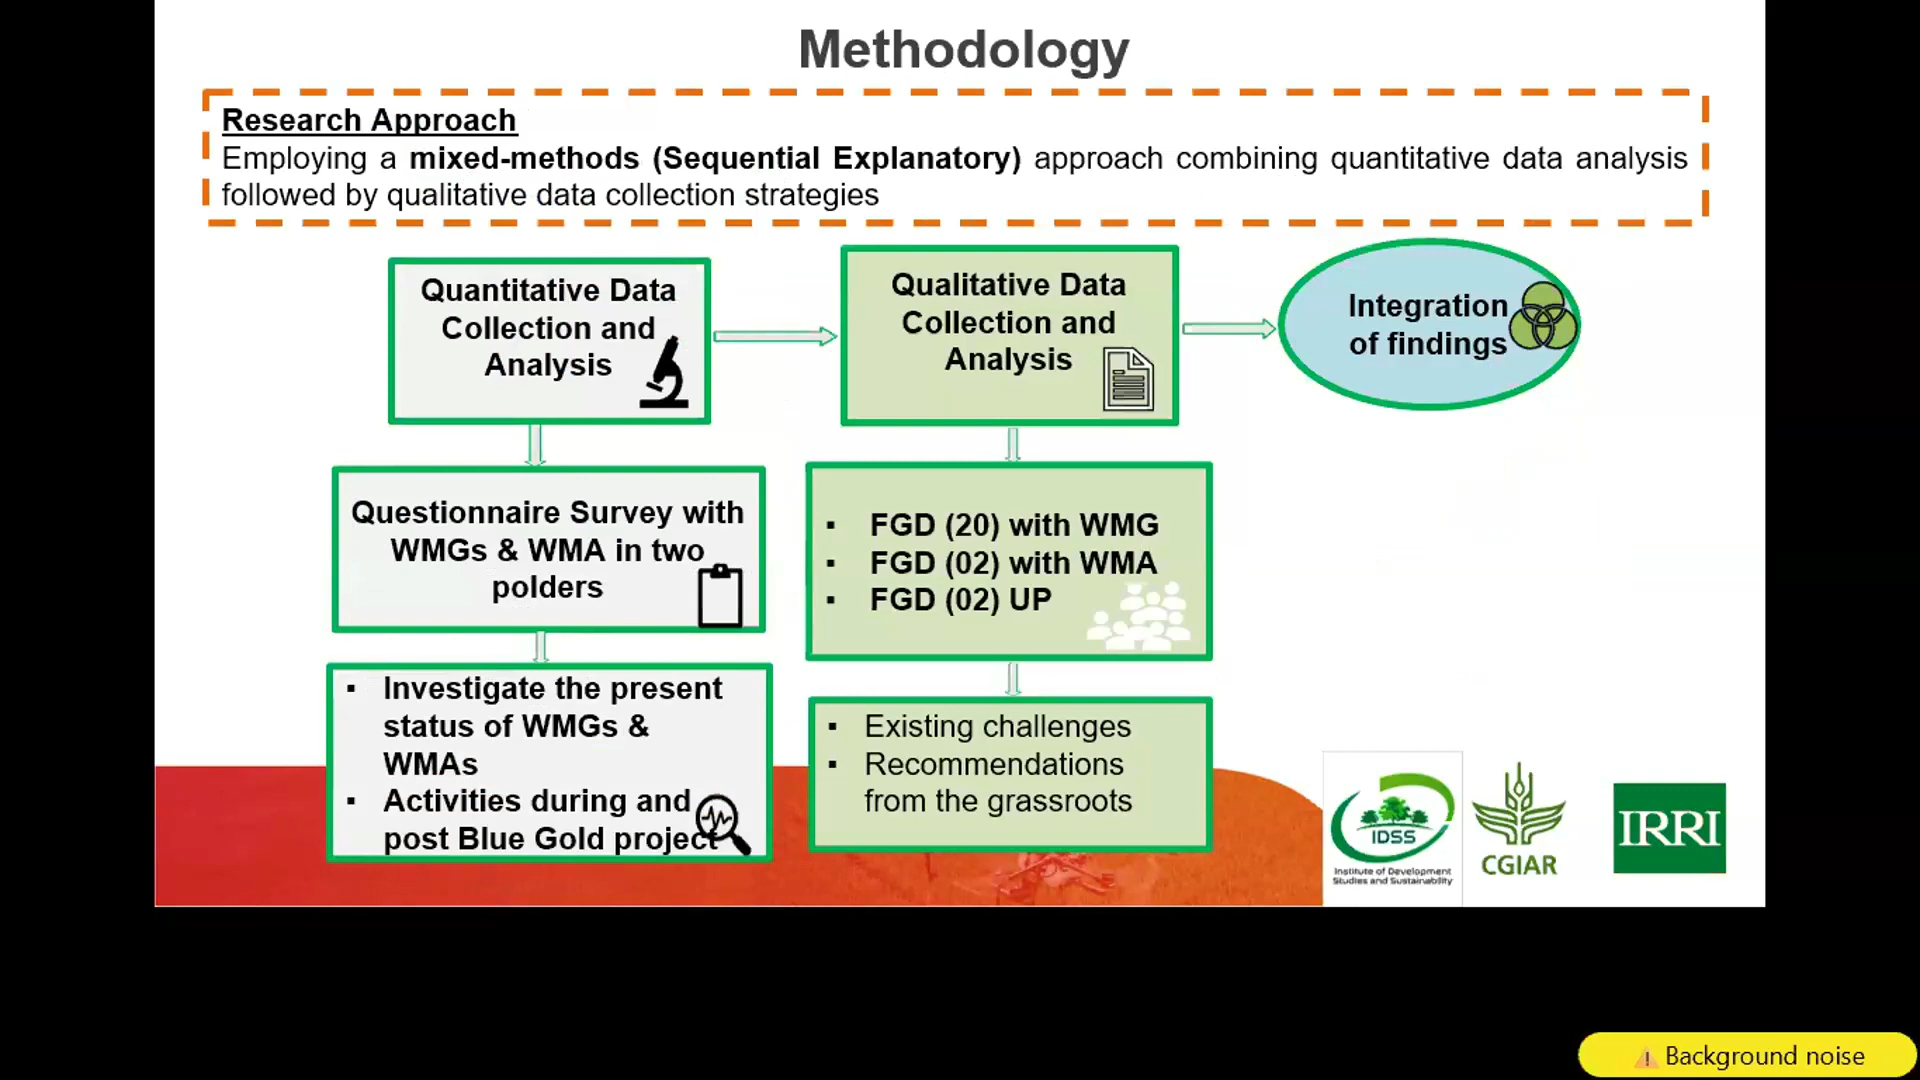 Methodology
Research Approach
Employing a mixed-methods (Sequential Explanatory) approach combining quantitative data analysis
followed by qualitative data collection strategies
Quantitative Data
Collection and
Analysis
Qualitative Data
Collection and
Analysis
Integration
of findings
Questionnaire Survey with
WMGs & WMA in two
polders
▪ FGD (20) with WMG
▪ FGD (02) with WMA
▪ FGD (02) UP
▪ Investigate the present
status of WMGs &
WMAs
▪ Activities during and
post Blue Gold project
▪ Existing challenges
▪ Recommendations
from the grassroots
IDSS
Institute of Development
Studies and Sustainability
CGIAR
IRRI
Background noise